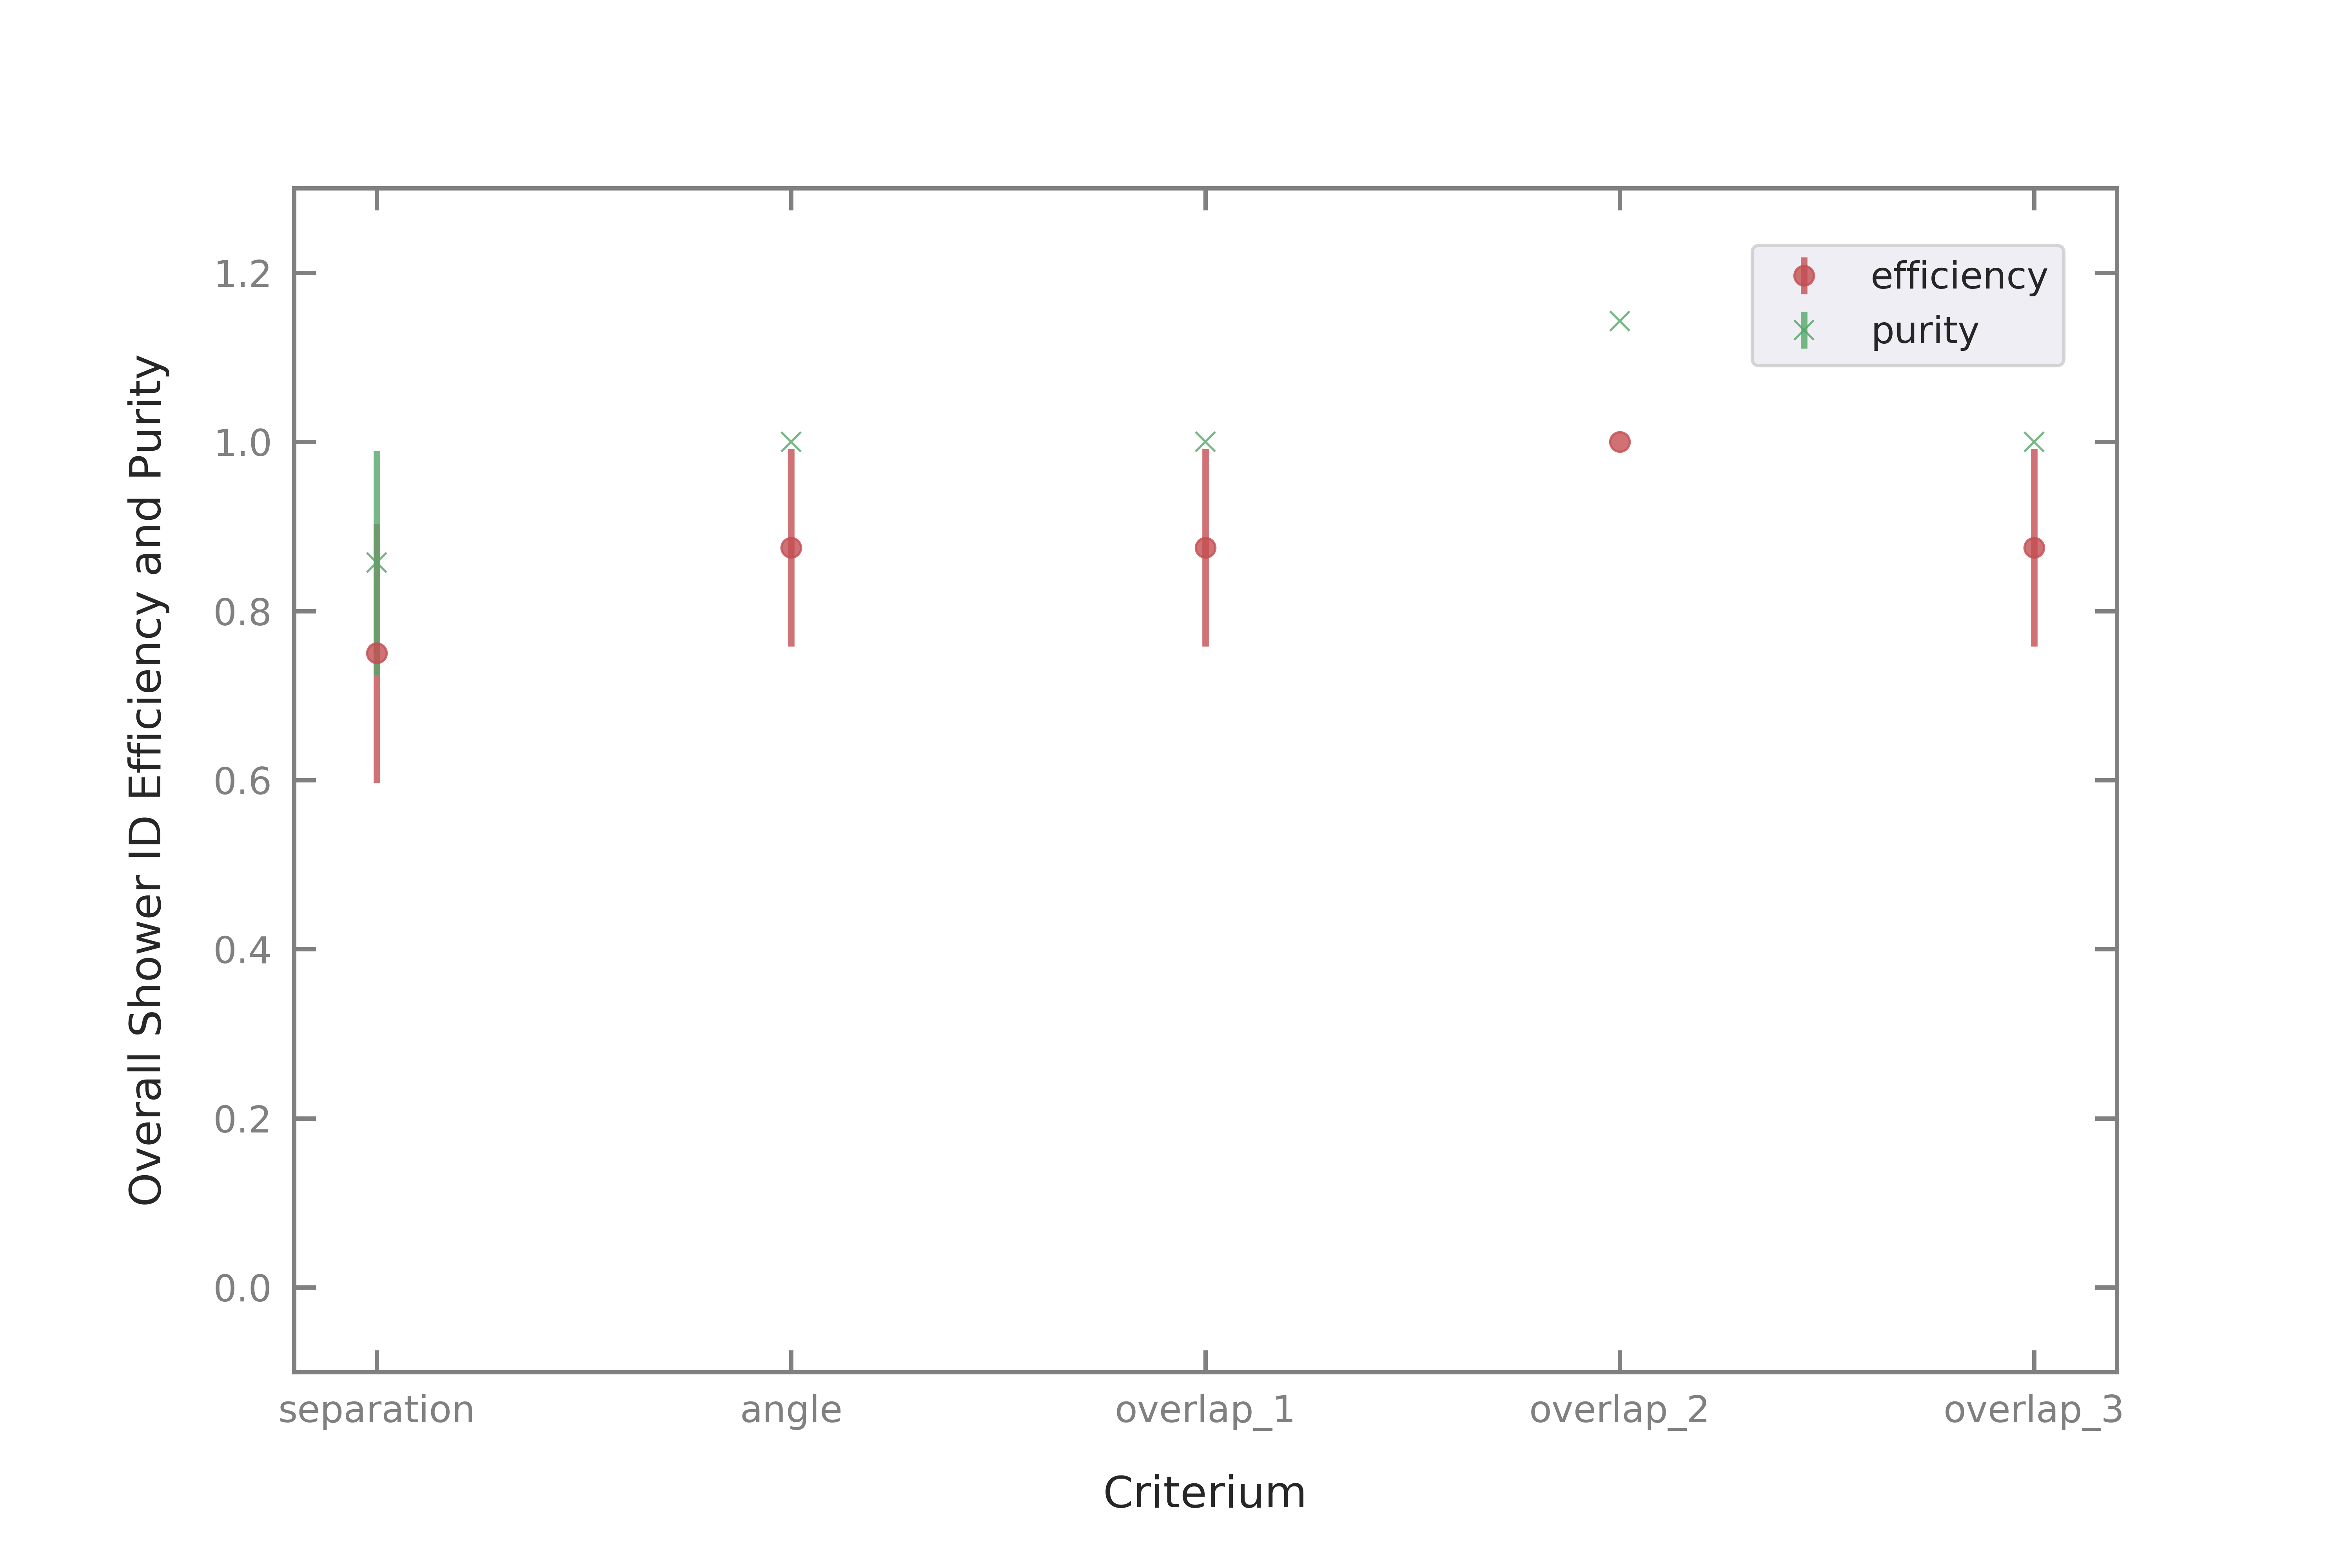 efficiency
purity
Overall Shower ID Efficiency and Purity
1.2
1.0
0.8
0.6
0.4
0.2
0.0
separation
angle
overlap_1
overlap_2
overlap_3
Criterium